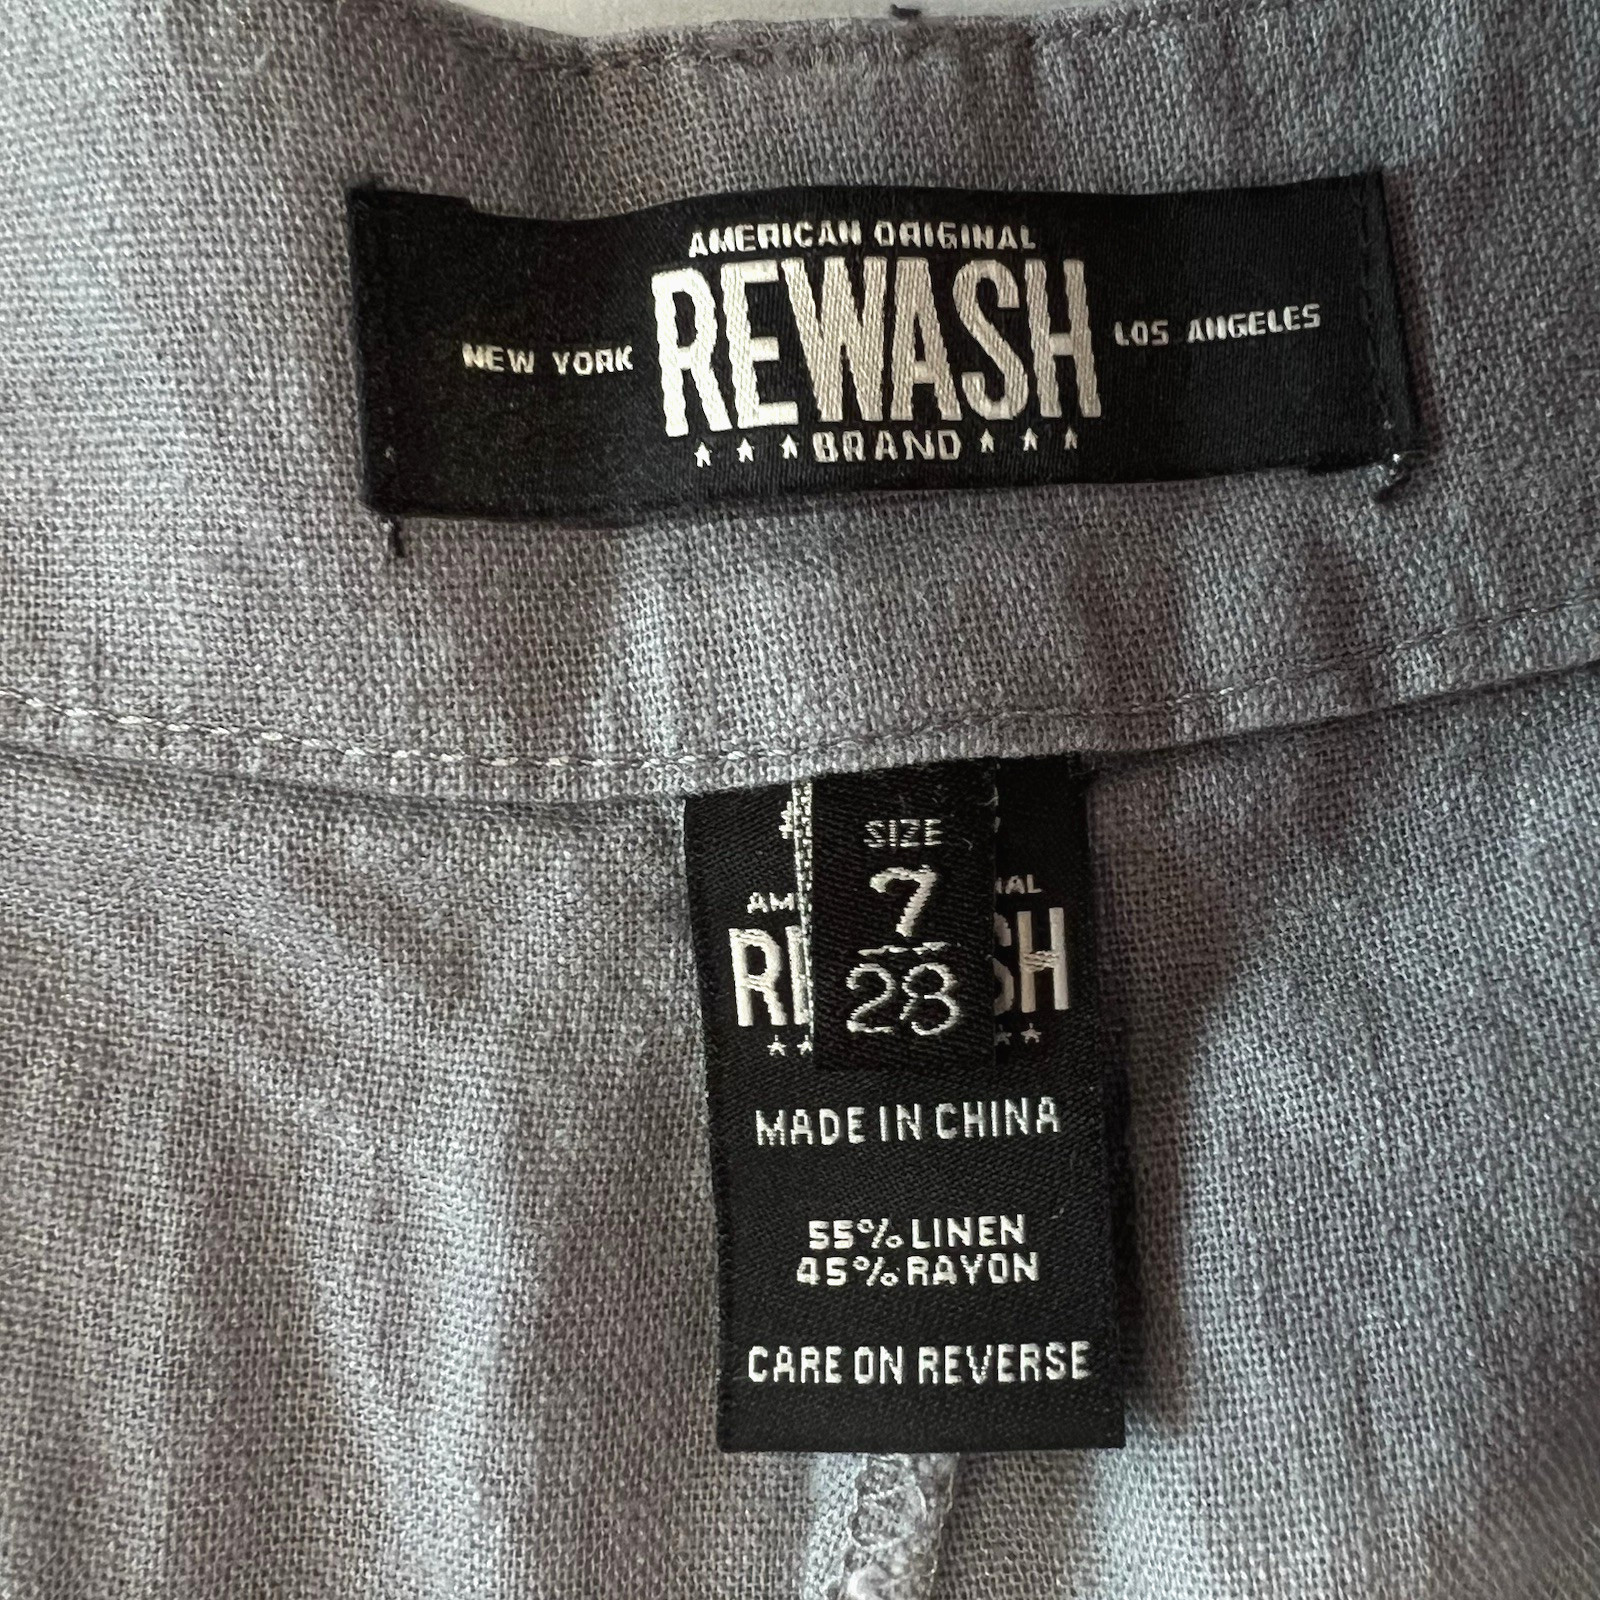 AMERICAN ORIGINAL
NEW YORK REWASH LOS ANGELES
BRAND
SIZE
7
28
MADE IN CHINA
55% LINEN
45% RAYON
CARE ON REVERSE